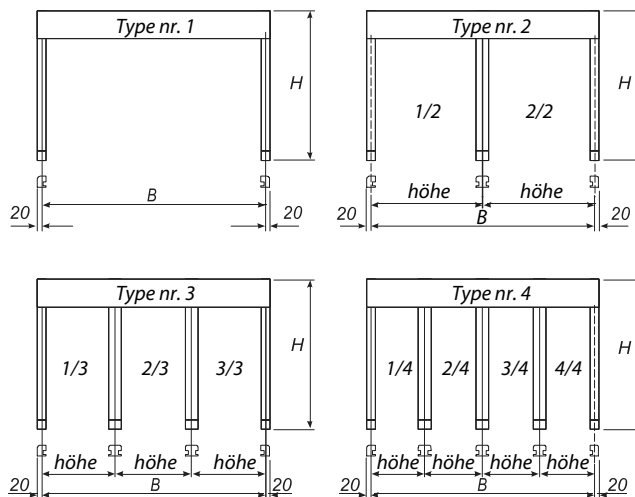 Type nr. 1
H
B
20
20
Type nr. 2
H
1/2
2/2
höhe
höhe
20
B
20
Type nr. 3
H
1/3
2/3
3/3
höhe
höhe
höhe
20
B
20
Type nr. 4
H
1/4
2/4
3/4
4/4
höhe
höhe
höhe
höhe
20
B
20